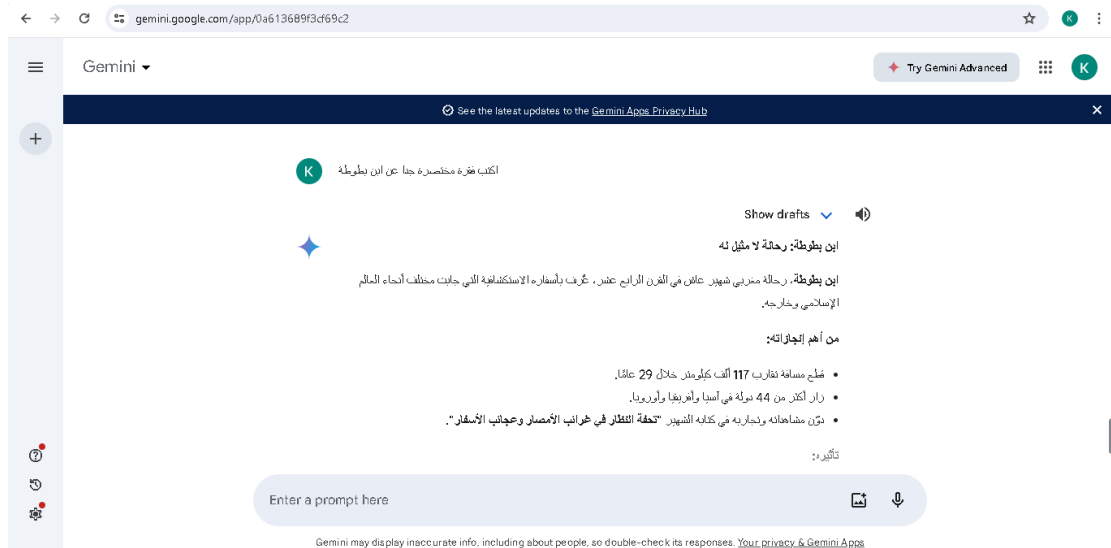 gemini.google.com/app/0a613689f3cf69c2
K
Gemini
Try Gemini Advanced
K
See the latest updates to the Gemini Apps Privacy Hub
K
اكتب فقرة مختصرة جدا عن ابن بطوطة
Show drafts
ابن بطوطة: رحالة لا مثيل له
ابن بطوطة، رحالة مغربي شهير عاش في القرن الرابع عشر، عُرف بأسفاره الاستكشافية التي جابت مختلف أنحاء العالم
الإسلامي وخارجه.
من أهم إنجازاته:
قطع مسافة تقارب 117 ألف كيلومتر خلال 29 عامًا.
زار أكثر من 44 دولة في آسيا وأفريقيا وأوروبا.
دوّن مشاهداته وتجاربه في كتابه الشهير "تحفة النظار في غرائب الأمصار وعجائب الأسفار".
تأثيره:
Enter a prompt here
Gemini may display inaccurate info, including about people, so double-check its responses. Your privacy & Gemini Apps